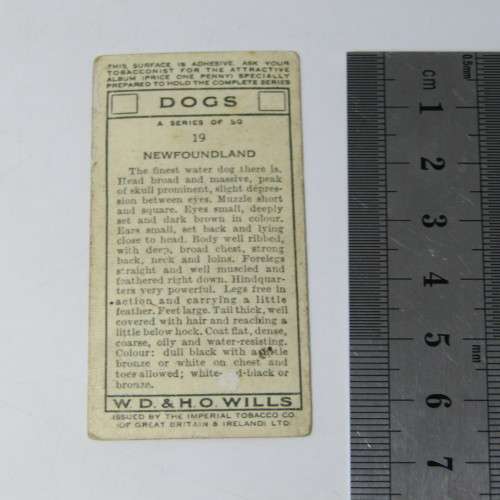 THIS SURFACE IS ADHESIVE. ASK YOUR
TOBACCONIST FOR THE ATTRACTIVE
ALBUM (PRICE ONE PENNY) SPECIALLY
PREPARED TO HOLD THE COMPLETE SERIES
DOGS
A SERIES OF 50
19
NEWFOUNDLAND
The finest water dog there is.
Head broad and massive, peak
of skull prominent, slight depres-
sion between eyes. Muzzle short
and square. Eyes small, deeply
set and dark brown in colour.
Ears small, set back and lying
close to head. Body well ribbed,
with deep, broad chest, strong
back, neck and loins. Forelegs
straight and well muscled and
feathered right down. Hindquar-
ters very powerful. Legs free in
action and carrying a little
feather. Feet large. Tail thick, well
covered with hair and reaching a
little below hock. Coat flat, dense,
coarse, oily and water-resisting.
Colour: dull black with a
bronze or white on chest and
toes allowed; black or
bronze.
W.D. & H.O. WILLS
ISSUED BY THE IMPERIAL TOBACCO CO.
(OF GREAT BRITAIN & IRELAND) LTD
cm
0.5mm
1
2
3
4
5
mm
6
7